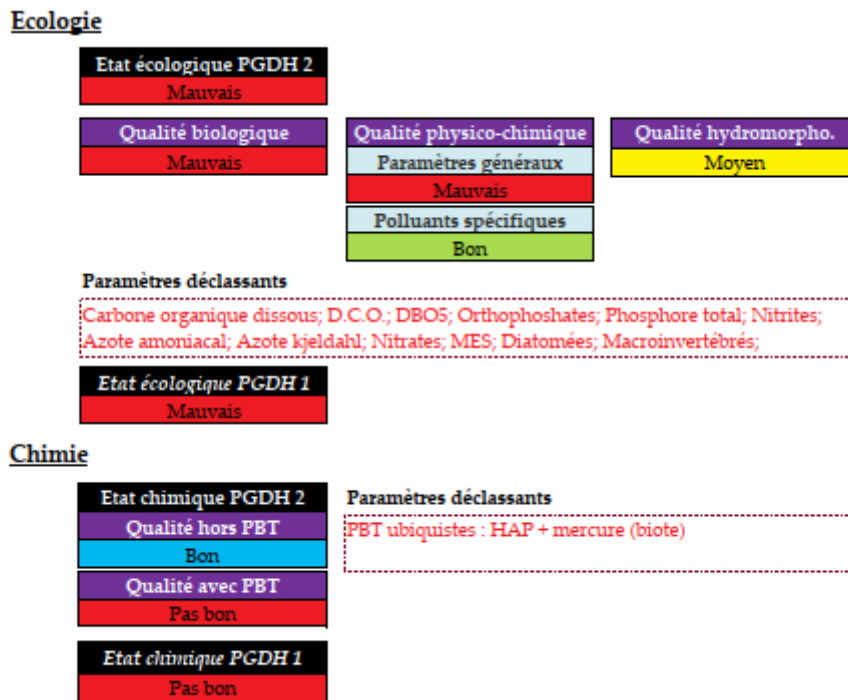 Ecologie
Etat écologique PGDH 2
Mauvais
Qualité biologique
Mauvais
Qualité physico-chimique
Paramètres généraux
Mauvais
Polluants spécifiques
Bon
Qualité hydromorpho.
Moyen
Paramètres déclassants
Carbone organique dissous; D.C.O.; DBO5; Orthophoshates; Phosphore total; Nitrites;
Azote amoniacal; Azote kjeldahl; Nitrates; MES; Diatomées; Macroinvertébrés;
Etat écologique PGDH 1
Mauvais
Chimie
Etat chimique PGDH 2
Qualité hors PBT
Bon
Qualité avec PBT
Pas bon
Paramètres déclassants
PBT ubiquistes : HAP + mercure (biote)
Etat chimique PGDH 1
Pas bon